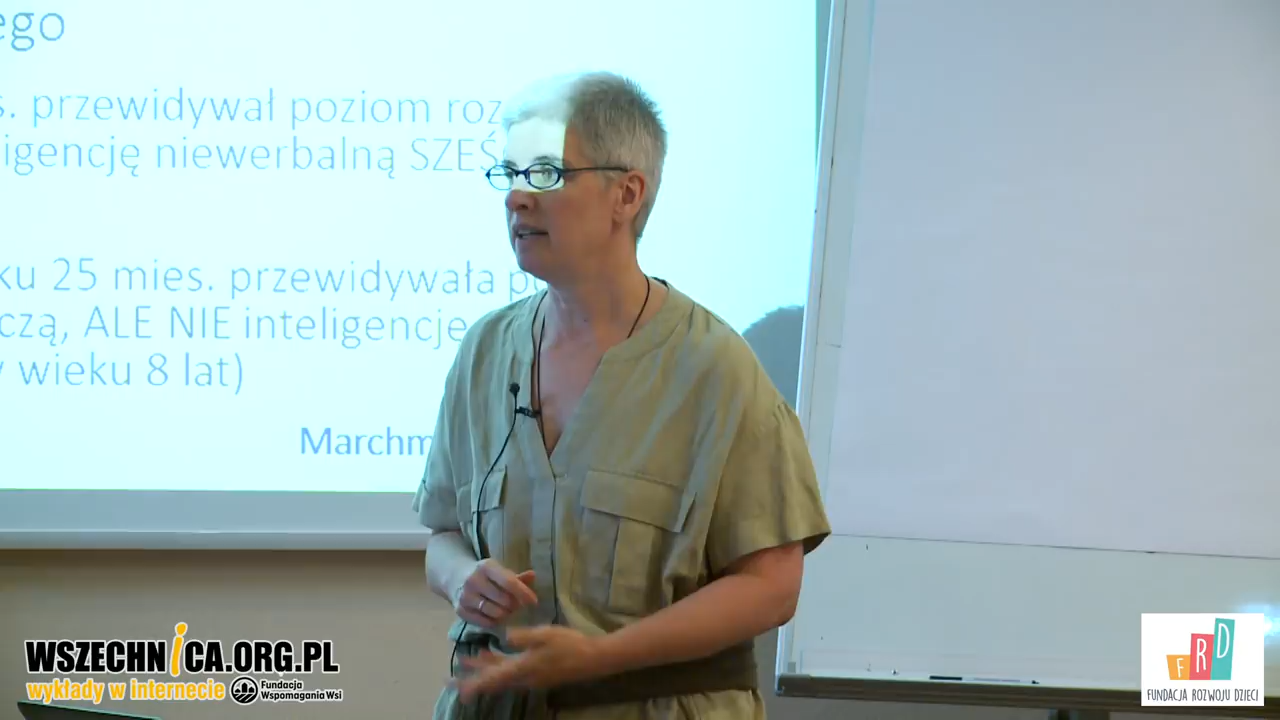 ego
s. przewidywał poziom roz
igencję niewerbalną SZEŚ
ku 25 mies. przewidywała p
czą, ALE NIE inteligencję
wieku 8 lat)
Marchm
WSZECHNICA.ORG.PL
wykłady w internecie
Fundacja
Wspomagania Wsi
FRD
FUNDACJA ROZWOJU DZIECI